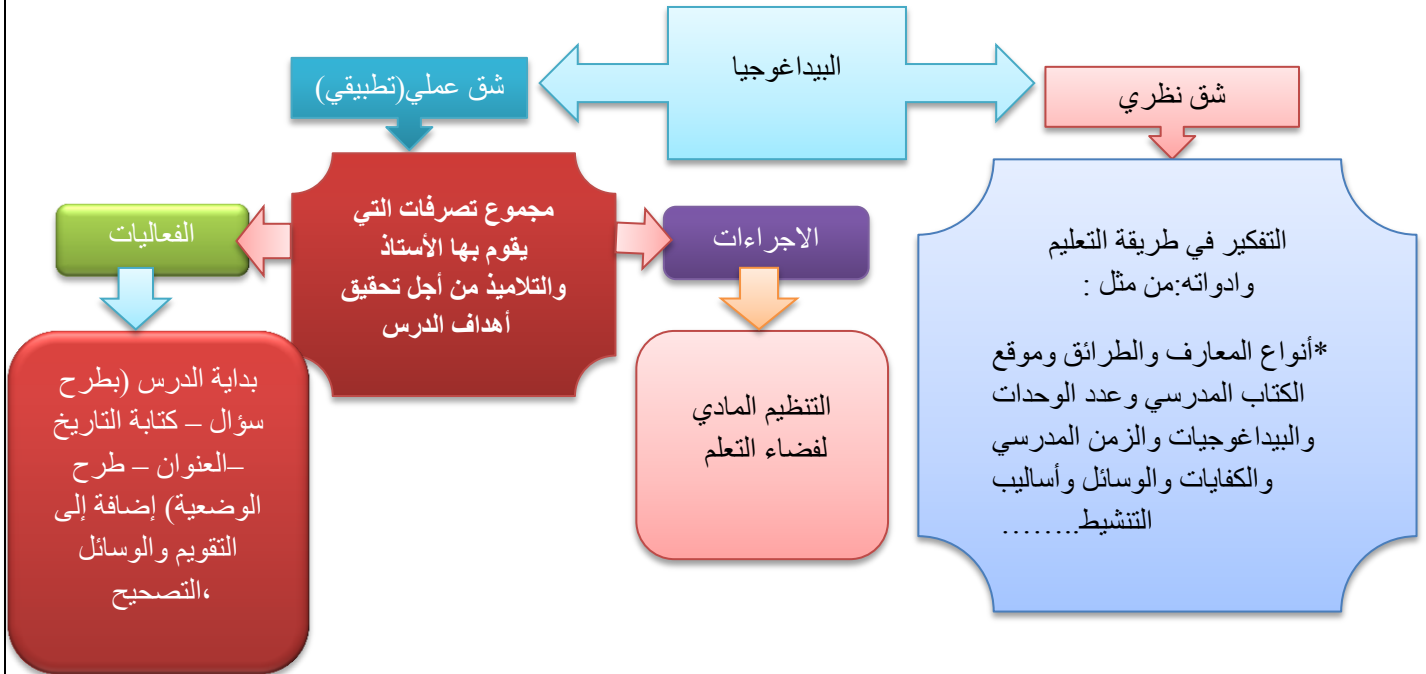 البيداغوجيا
شق نظري
التفكير في طريقة التعليم
وادواته:من مثل :
*أنواع المعارف والطرائق وموقع
الكتاب المدرسي وعدد الوحدات
والبيداغوجيات والزمن المدرسي
والكفايات والوسائل وأساليب
التنشيط........
شق عملي(تطبيقي)
مجموع تصرفات التي
يقوم بها الأستاذ
والتلاميذ من أجل تحقيق
أهداف الدرس
الاجراءات
التنظيم المادي
لفضاء التعلم
الفعاليات
بداية الدرس (بطرح
سؤال – كتابة التاريخ
–العنوان – طرح
الوضعية) إضافة إلى
التقويم والوسائل
،التصحيح